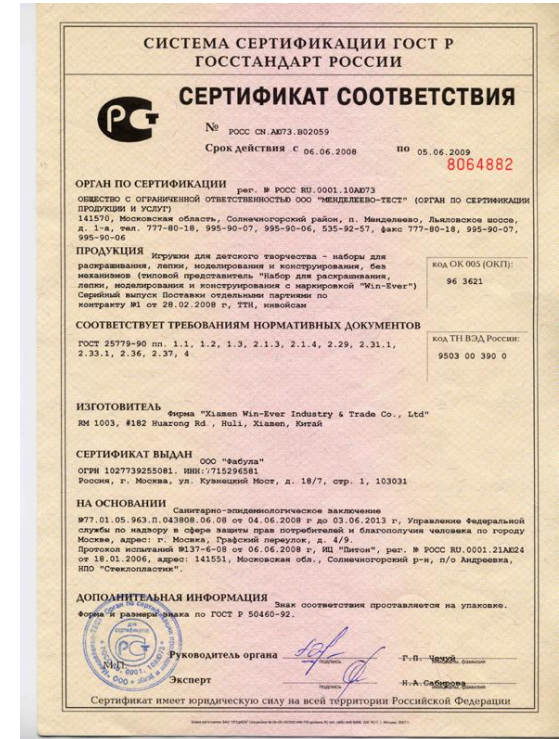 СИСТЕМА СЕРТИФИКАЦИИ ГОСТ Р
ГОССТАНДАРТ РОССИИ
РСТ
СЕРТИФИКАТ СООТВЕТСТВИЯ
№ РОСС CN.АЮ73.В02059
Срок действия с 06.06.2008 по 05.06.2009
8064882
ОРГАН ПО СЕРТИФИКАЦИИ рег. № РОСС RU.0001.10АЮ73
ОБЩЕСТВО С ОГРАНИЧЕННОЙ ОТВЕТСТВЕННОСТЬЮ ООО "МЕНДЕЛЕЕВО-ТЕСТ" (ОРГАН ПО СЕРТИФИКАЦИИ
ПРОДУКЦИИ И УСЛУГ)
141570, Московская область, Солнечногорский район, п. Менделеево, Льяловское шоссе,
д. 1-а, тел. 777-80-18, 995-90-07, 995-90-06, 535-92-57, факс 777-80-18, 995-90-07,
995-90-06
ПРОДУКЦИЯ Игрушки для детского творчества - наборы для
раскрашивания, лепки, моделирования и конструирования, без
механизмов (типовой представитель "Набор для раскрашивания,
лепки, моделирования и конструирования с маркировкой "Win-Ever")
Серийный выпуск Поставки отдельными партиями по
контракту №1 от 28.02.2008 г, ТТН, инвойсам
код ОК 005 (ОКП):
96 3621
СООТВЕТСТВУЕТ ТРЕБОВАНИЯМ НОРМАТИВНЫХ ДОКУМЕНТОВ
ГОСТ 25779-90 пп. 1.1, 1.2, 1.3, 2.1.3, 2.1.4, 2.29, 2.31.1,
2.33.1, 2.36, 2.37, 4
код ТН ВЭД России:
9503 00 390 0
ИЗГОТОВИТЕЛЬ Фирма "Xiamen Win-Ever Industry & Trade Co., Ltd"
RM 1003, #182 Huarong Rd., Huli, Xiamen, Китай
СЕРТИФИКАТ ВЫДАН ООО "Фабула"
ОГРН 1027739255081. ИНН:7715296581
Россия, г. Москва, ул. Кузнецкий Мост, д. 18/7, стр. 1, 103031
НА ОСНОВАНИИ Санитарно-эпидемиологическое заключение
№77.01.05.963.П.043808.06.08 от 04.06.2008 г до 03.06.2013 г, Управление Федеральной
службы по надзору в сфере защиты прав потребителей и благополучия человека по городу
Москве, адрес: г. Москва, Графский переулок, д. 4/9.
Протокол испытаний №137-6-08 от 06.06.2008 г, ИЦ "Питон", рег. № РОСС RU.0001.21АЮ24
от 18.01.2006, адрес: 141551, Московская обл., Солнечногорский р-н, п/о Андреевка,
НПО "Стеклопластик".
ДОПОЛНИТЕЛЬНАЯ ИНФОРМАЦИЯ Знак соответствия проставляется на упаковке.
Форма и размеры знака по ГОСТ Р 50460-92.
М.П.
Руководитель органа
подпись
Г.П.
инициалы, фамилия
Эксперт
подпись
Н.А.Сабирова
инициалы, фамилия
Сертификат имеет юридическую силу на всей территории Российской Федерации